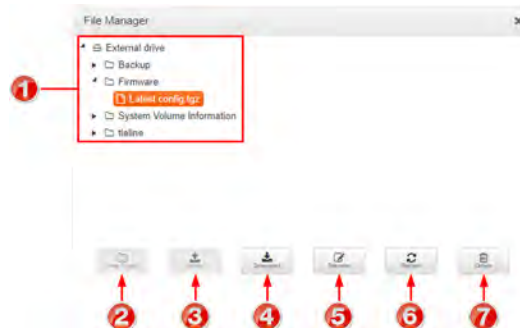 File Manager
External drive
Backup
Firmware
Latest config.tgz
System Volume Information
tieline
1
2
3
4
5
6
7